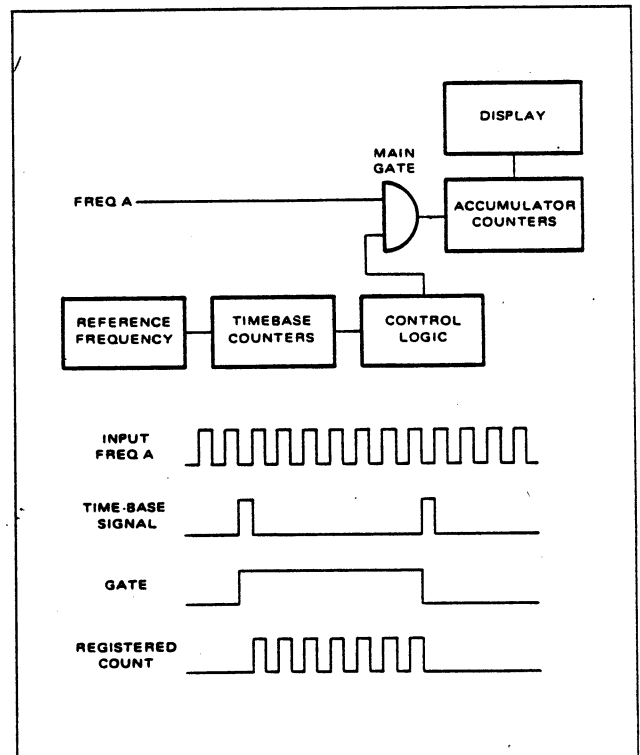 DISPLAY
MAIN
GATE
FREQ A
ACCUMULATOR
COUNTERS
REFERENCE
FREQUENCY
TIMEBASE
COUNTERS
CONTROL
LOGIC
INPUT
FREQ A
TIME-BASE
SIGNAL
GATE
REGISTERED
COUNT